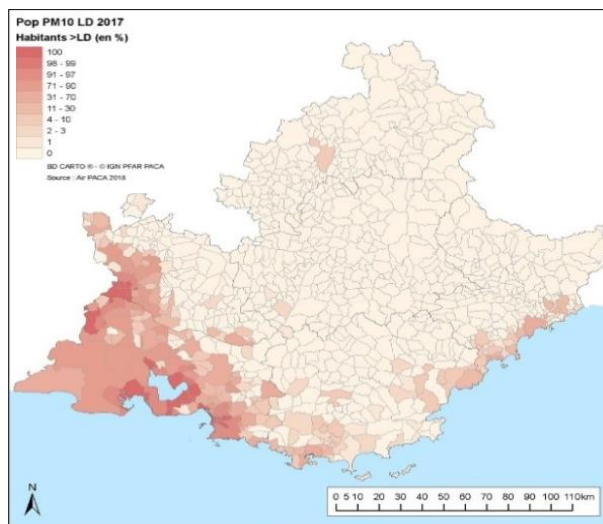 Pop PM10 LD 2017
Habitants >LD (en %)
100
98 - 99
91 - 97
71 - 90
31 - 70
11 - 30
4 - 10
2 - 3
1
0
BD CARTO ® - © IGN PFAR PACA
Source : Air PACA 2018
N
0 5 10 20 30 40 50 60 70 80 90 100 110km